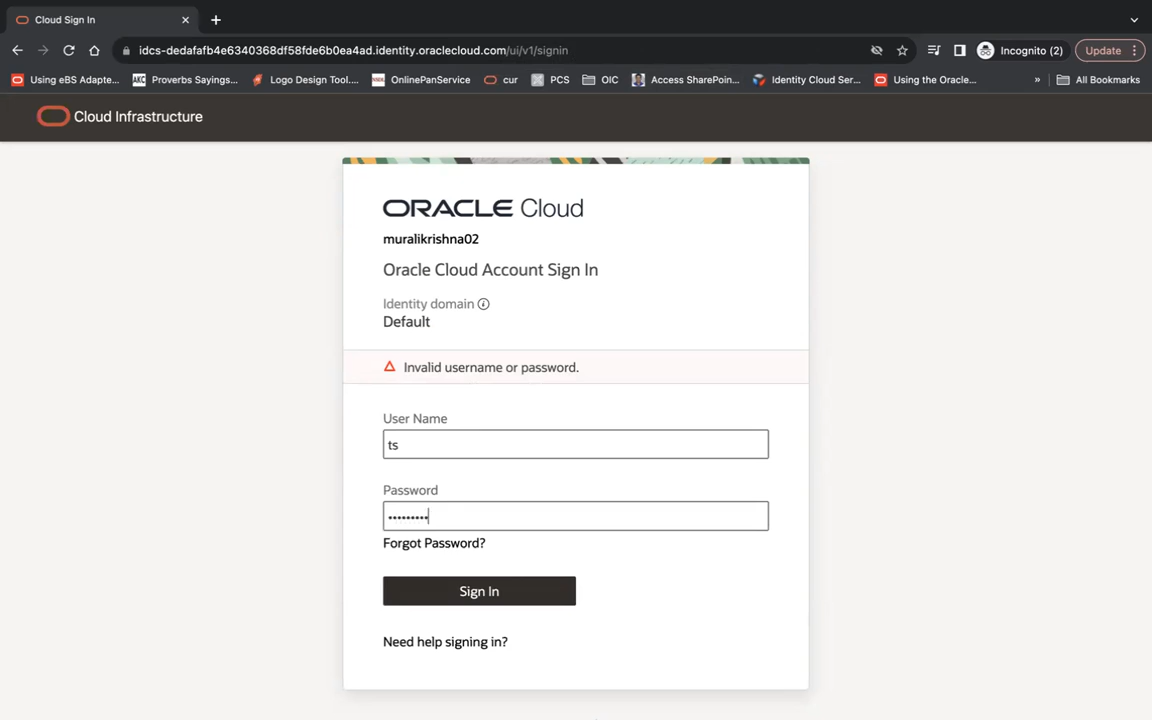 Cloud Sign In
idcs-dedafafb4e6340368df58fde6b0ea4ad.identity.oraclecloud.com/ui/v1/signin
Incognito (2)
Update
Using eBS Adapte...
Proverbs Sayings...
Logo Design Tool....
OnlinePanService
cur
PCS
OIC
Access SharePoin...
Identity Cloud Ser...
Using the Oracle...
»
All Bookmarks
Cloud Infrastructure
ORACLE Cloud
muralikrishna02
Oracle Cloud Account Sign In
Identity domain
Default
Invalid username or password.
User Name
ts
Password
•••••••••
Forgot Password?
Sign In
Need help signing in?